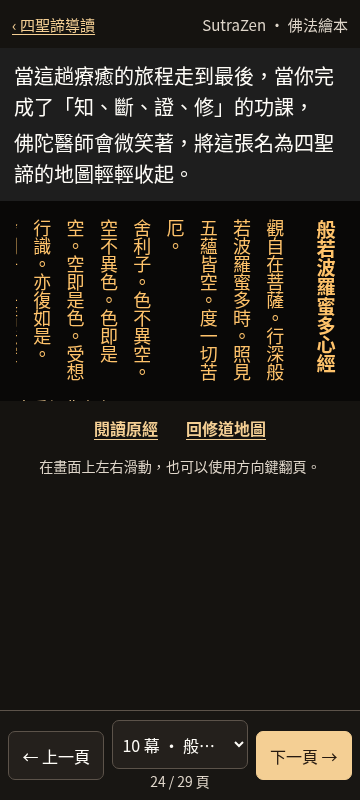 ‹ 四聖諦導讀
SutraZen · 佛法繪本
當這趟療癒的旅程走到最後，當你完
成了「知、斷、證、修」的功課，
佛陀醫師會微笑著，將這張名為四聖
諦的地圖輕輕收起。
般若波羅蜜多心經
觀自在菩薩。行深般
若波羅蜜多時。照見
五蘊皆空。度一切苦
厄。
舍利子。色不異空。
空不異色。色即是
空。空即是色。受想
行識。亦復如是。
閱讀原經
回修道地圖
在畫面上左右滑動，也可以使用方向鍵翻頁。
← 上一頁
10 幕 · 般…
下一頁 →
24 / 29 頁